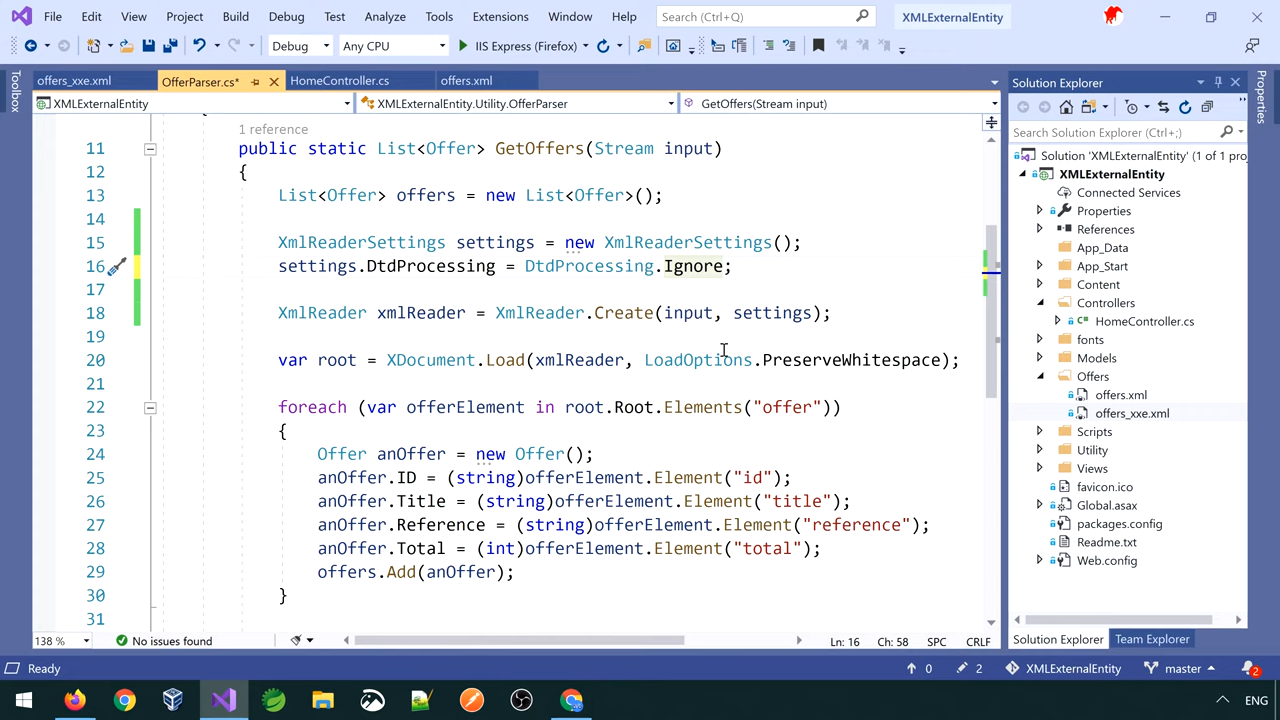 File Edit View Project Build Debug Test Analyze Tools Extensions Window Help Search (Ctrl+Q) XMLExternalEntity
Debug Any CPU IIS Express (Firefox)
Toolbox
offers_xxe.xml OfferParser.cs* HomeController.cs offers.xml
XMLExternalEntity XMLExternalEntity.Utility.OfferParser GetOffers(Stream input)
1 reference
11 public static List<Offer> GetOffers(Stream input)
12 {
13 List<Offer> offers = new List<Offer>();
14
15 XmlReaderSettings settings = new XmlReaderSettings();
16 settings.DtdProcessing = DtdProcessing.Ignore;
17
18 XmlReader xmlReader = XmlReader.Create(input, settings);
19
20 var root = XDocument.Load(xmlReader, LoadOptions.PreserveWhitespace);
21
22 foreach (var offerElement in root.Root.Elements("offer"))
23 {
24 Offer anOffer = new Offer();
25 anOffer.ID = (string)offerElement.Element("id");
26 anOffer.Title = (string)offerElement.Element("title");
27 anOffer.Reference = (string)offerElement.Element("reference");
28 anOffer.Total = (int)offerElement.Element("total");
29 offers.Add(anOffer);
30 }
31
138 % No issues found Ln: 16 Ch: 58 SPC CRLF
Solution Explorer
Search Solution Explorer (Ctrl+;)
Solution 'XMLExternalEntity' (1 of 1 proj
XMLExternalEntity
Connected Services
Properties
References
App_Data
App_Start
Content
Controllers
HomeController.cs
fonts
Models
Offers
offers.xml
offers_xxe.xml
Scripts
Utility
Views
favicon.ico
Global.asax
packages.config
Readme.txt
Web.config
Solution Explorer Team Explorer
Properties
Ready 0 2 XMLExternalEntity master 2
ENG